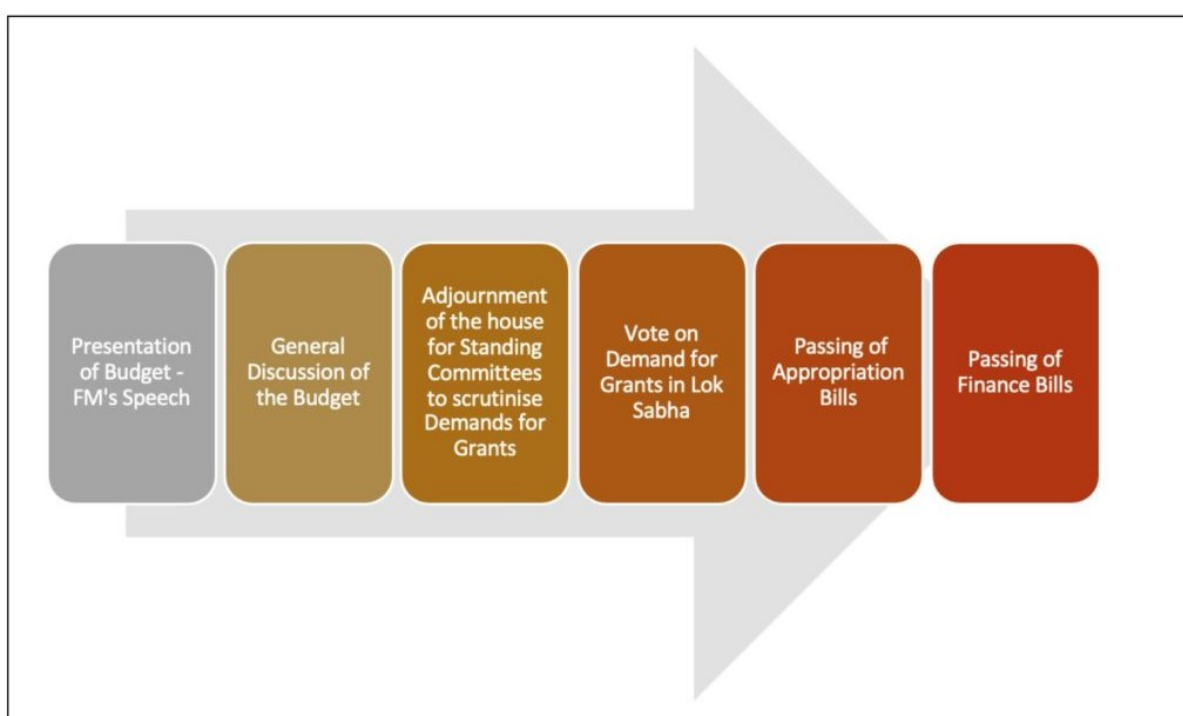 Presentation
of Budget -
FM's Speech
General
Discussion of
the Budget
Adjournment
of the house
for Standing
Committees
to scrutinise
Demands for
Grants
Vote on
Demand for
Grants in Lok
Sabha
Passing of
Appropriation
Bills
Passing of
Finance Bills